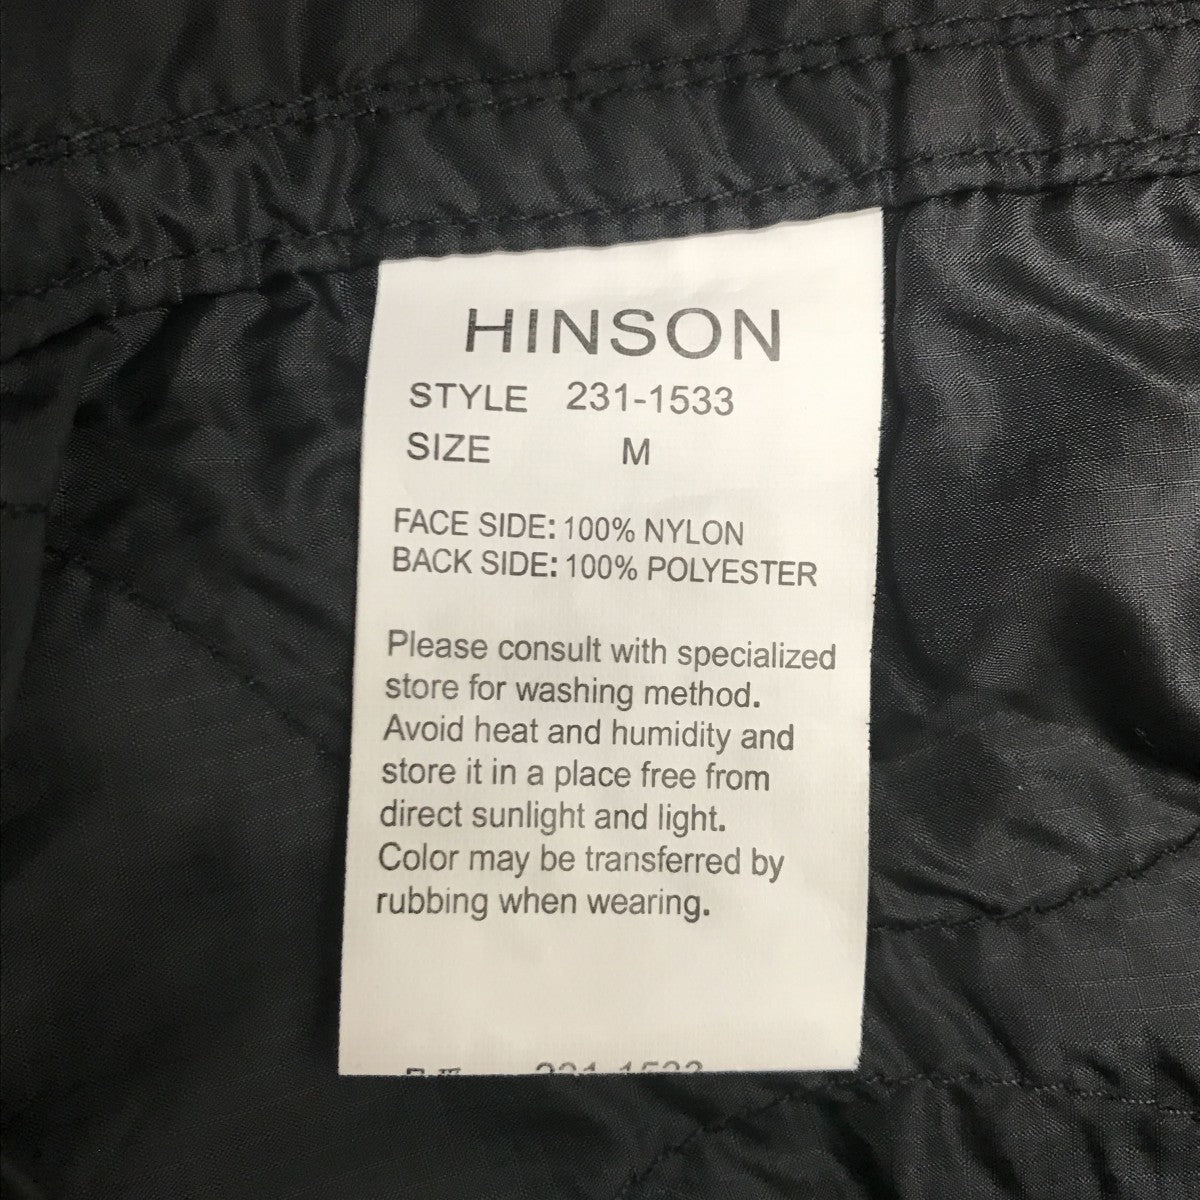 HINSON
STYLE 231-1533
SIZE M
FACE SIDE: 100% NYLON
BACK SIDE: 100% POLYESTER
Please consult with specialized
store for washing method.
Avoid heat and humidity and
store it in a place free from
direct sunlight and light.
Color may be transferred by
rubbing when wearing.